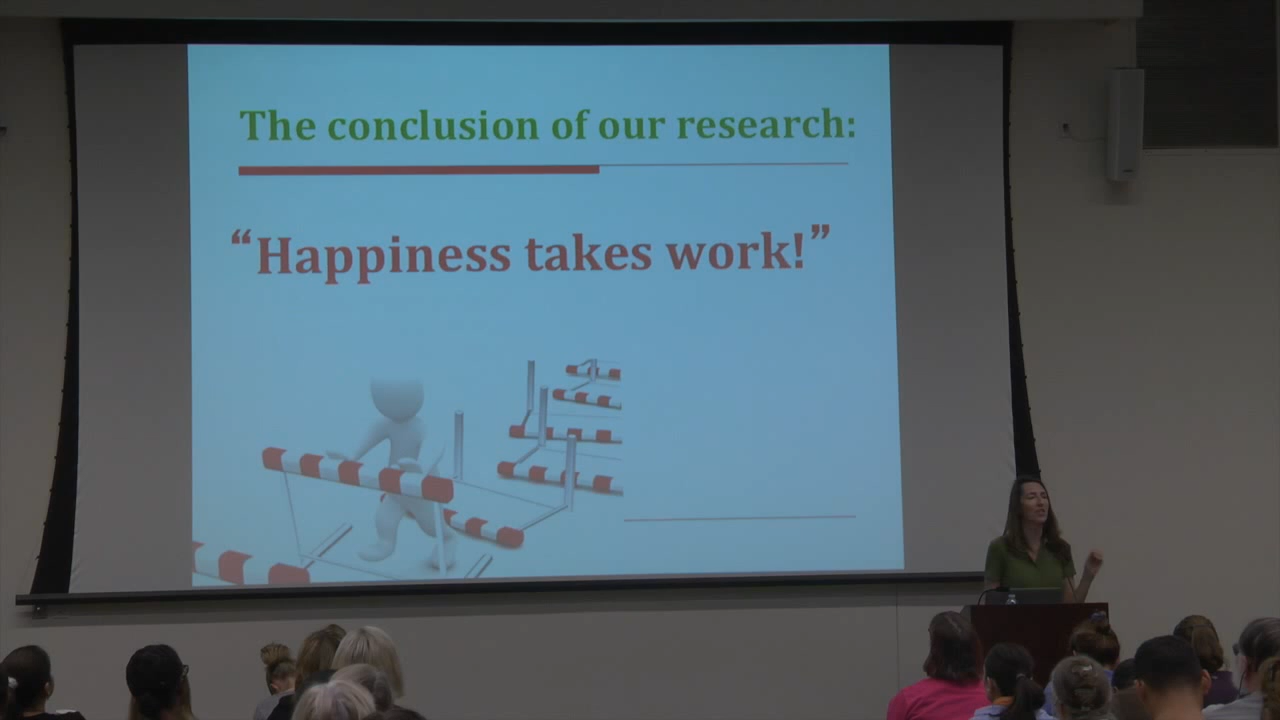 The conclusion of our research:
“Happiness takes work!”